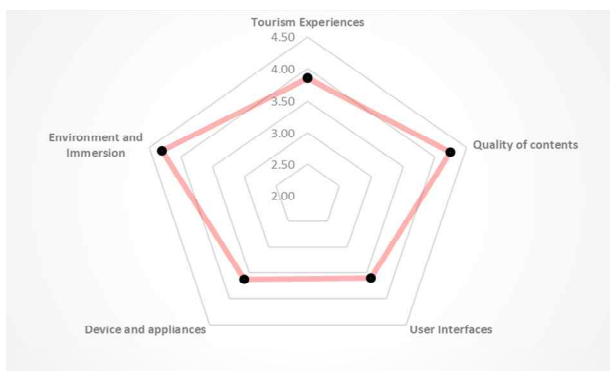 Tourism Experiences
4.50
4.00
3.50
3.00
2.50
2.00
Environment and
Immersion
Quality of contents
Device and appliances
User Interfaces